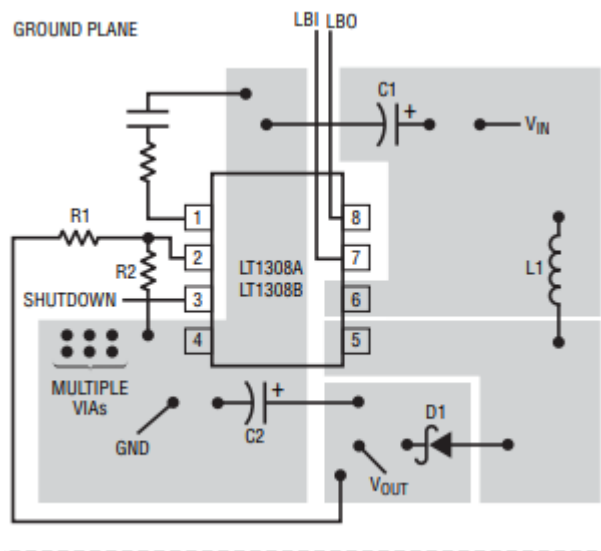 GROUND PLANE
LBI LBO
C1
+
VIN
1
8
R1
2
7
L1
R2
LT1308A
LT1308B
SHUTDOWN
3
6
4
5
MULTIPLE
VIAs
+
D1
GND
C2
VOUT